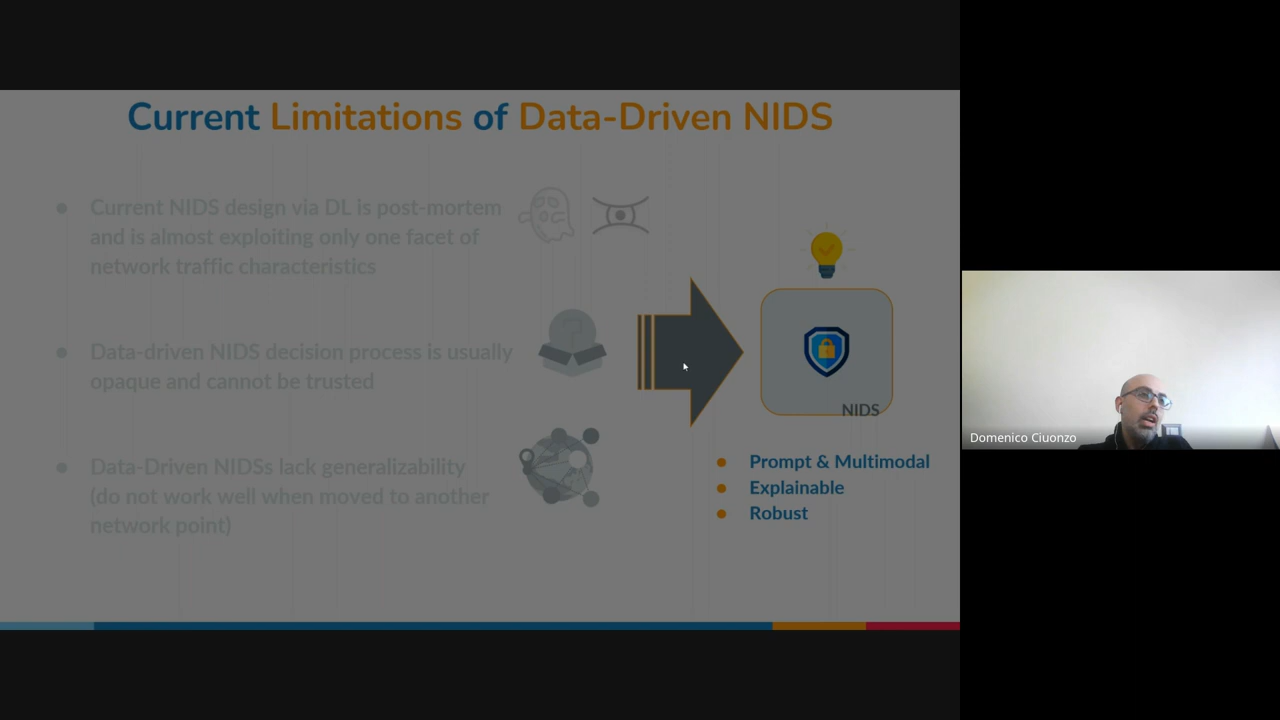 Current Limitations of Data-Driven NIDS
● Current NIDS design via DL is post-mortem
and is almost exploiting only one facet of
network traffic characteristics
● Data-driven NIDS decision process is usually
opaque and cannot be trusted
● Data-Driven NIDSs lack generalizability
(do not work well when moved to another
network point)
?
NIDS
● Prompt & Multimodal
● Explainable
● Robust
Domenico Ciuonzo